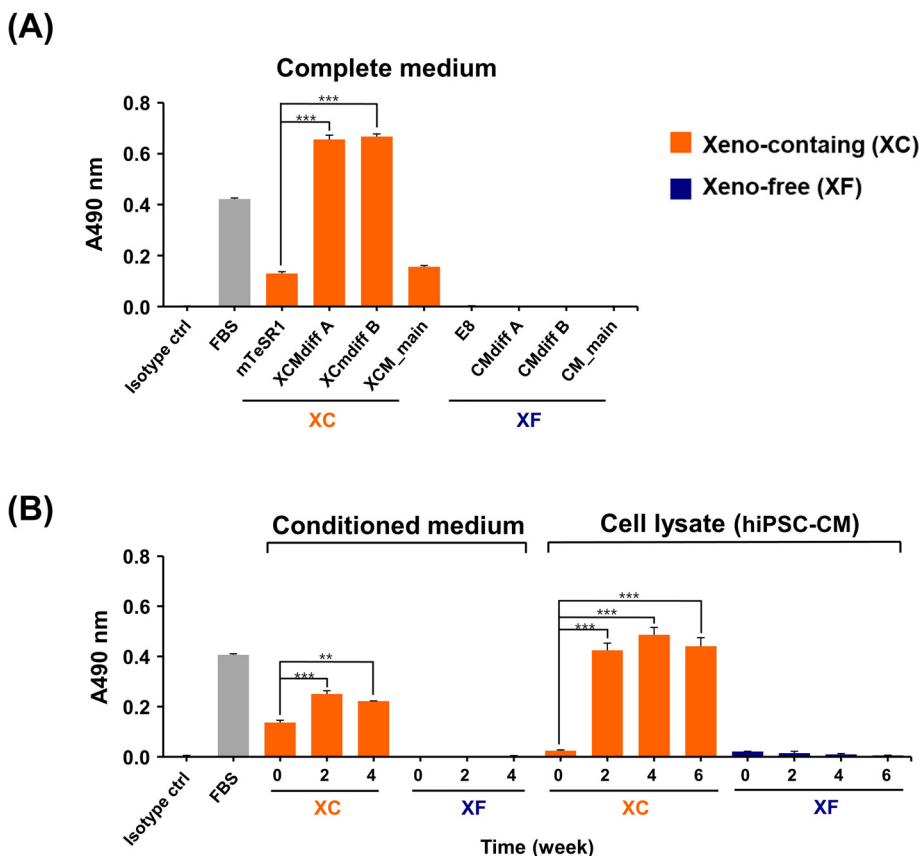 (A)
Complete medium
0.8
0.6
0.4
0.2
0.0
A490 nm
***
***
Isotype ctrl
FBS
mTeSR1
XCMdiff A
XCmdiff B
XCM_main
E8
CMdiff A
CMdiff B
CM_main
XC
XF
Xeno-containg (XC)
Xeno-free (XF)
(B)
Conditioned medium
Cell lysate (hiPSC-CM)
0.8
0.6
0.4
0.2
0.0
A490 nm
**
***
***
***
***
Isotype ctrl
FBS
0 2 4 0 2 4 0 2 4 6 0 2 4 6
XC XF XC XF
Time (week)